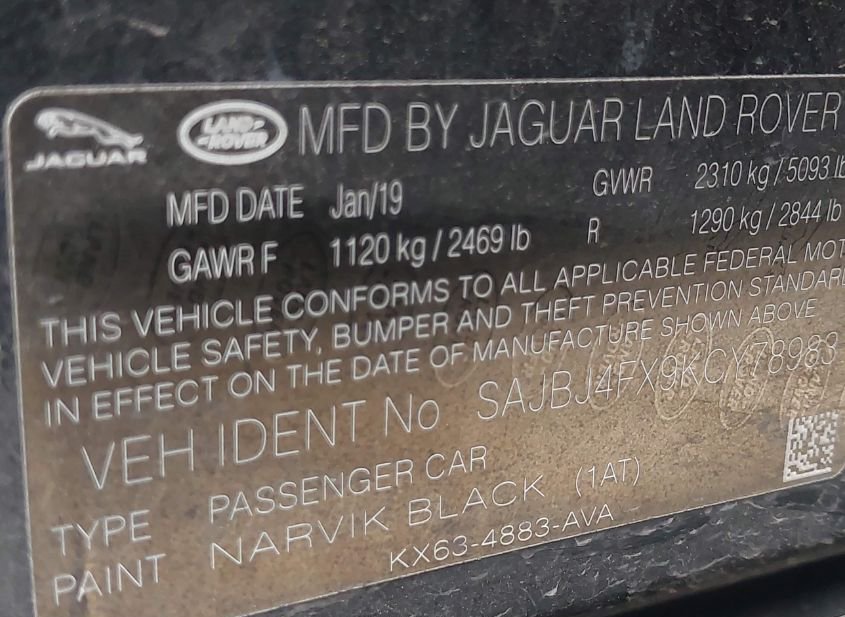 JAGUAR LAND ROVER MFD BY JAGUAR LAND ROVER
MFD DATE Jan/19 GVWR 2310 kg / 5093 lb
GAWR F 1120 kg / 2469 lb R 1290 kg / 2844 lb
THIS VEHICLE CONFORMS TO ALL APPLICABLE FEDERAL MOT
VEHICLE SAFETY, BUMPER AND THEFT PREVENTION STANDARD
IN EFFECT ON THE DATE OF MANUFACTURE SHOWN ABOVE
VEH IDENT No SAJBJ4FX9KCY78983
TYPE PASSENGER CAR
PAINT NARVIK BLACK (1AT)
KX63-4883-AVA